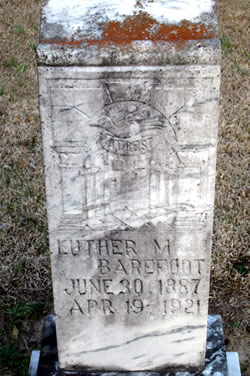 AT REST
LUTHER M
BAREFOOT
JUNE 30, 1887
APR 19, 1921